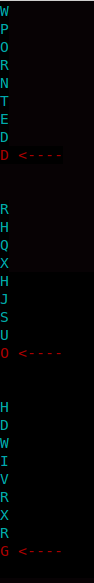 W
P
O
R
N
T
E
D
D <----
R
H
Q
X
H
J
S
U
O <----
H
D
W
I
V
R
X
R
G <----